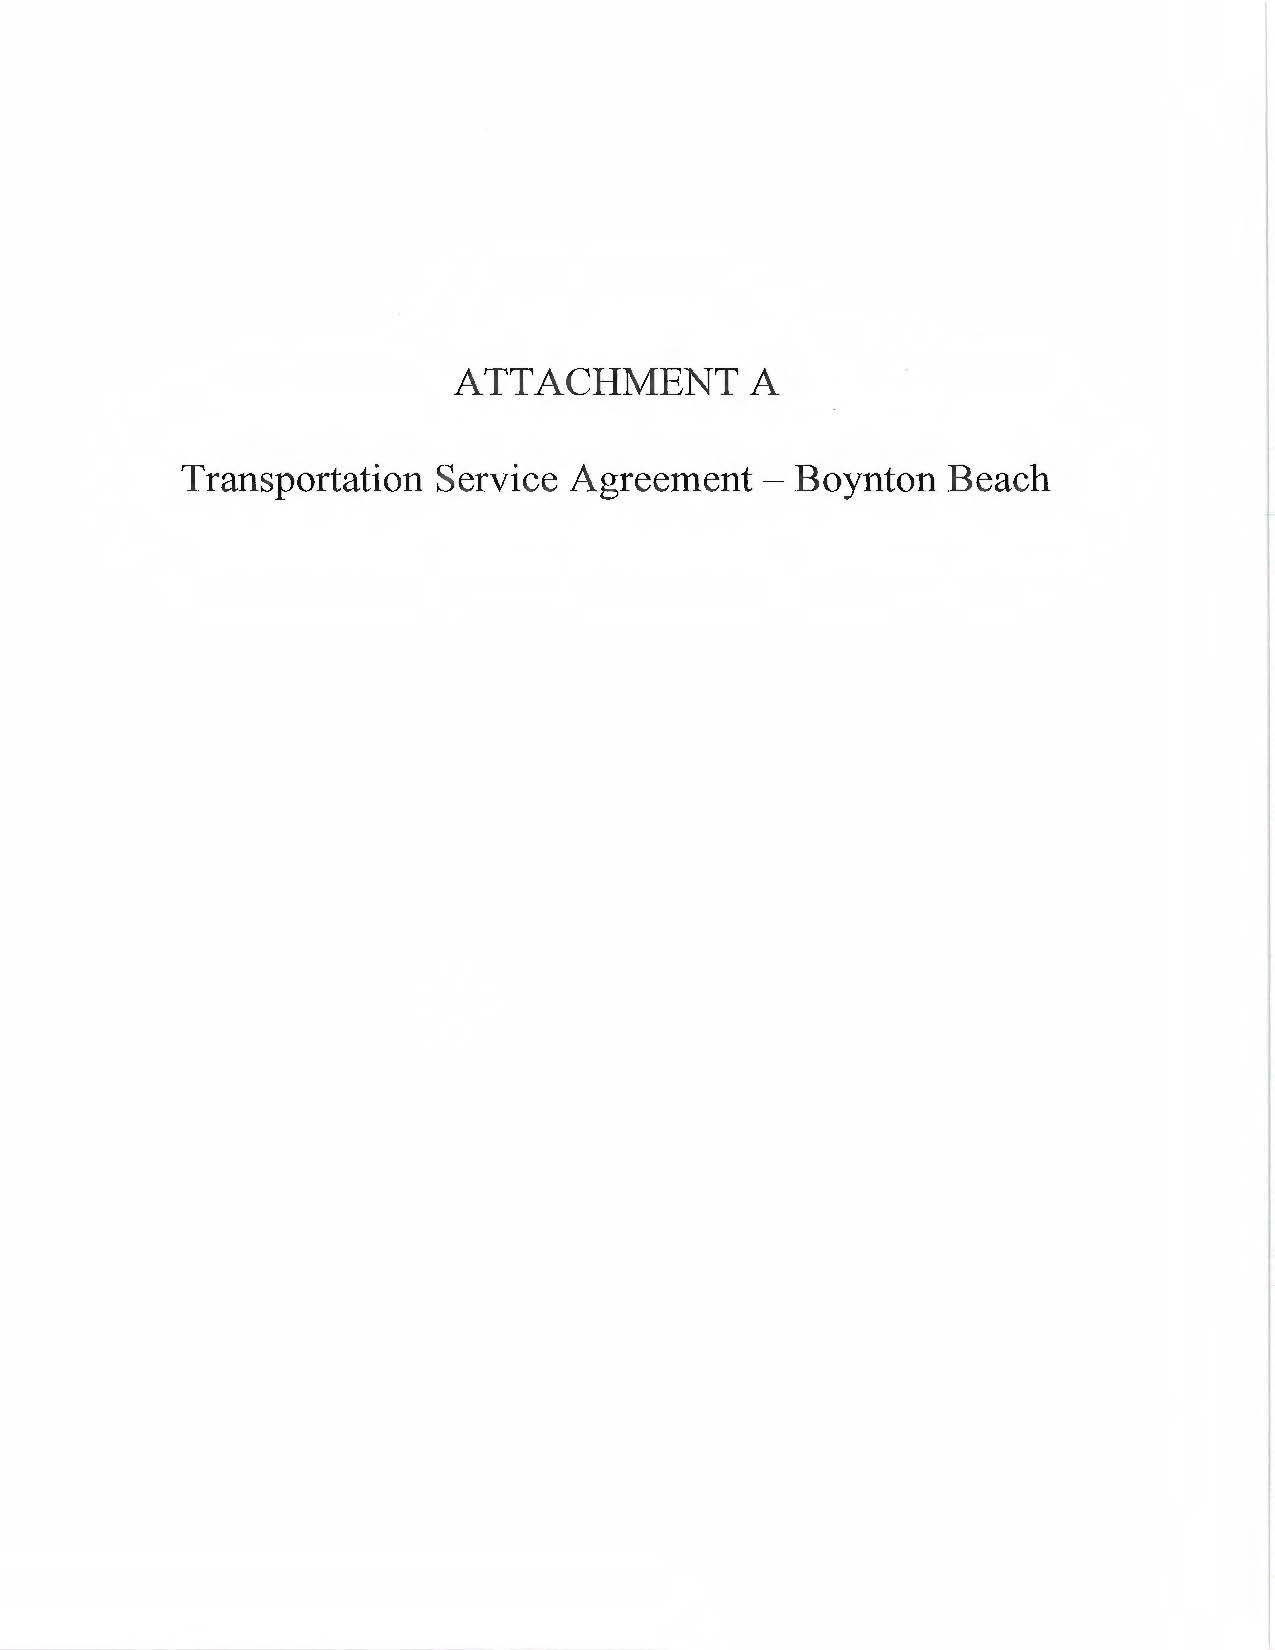 ATTACHMENT A
Transportation Service Agreement – Boynton Beach